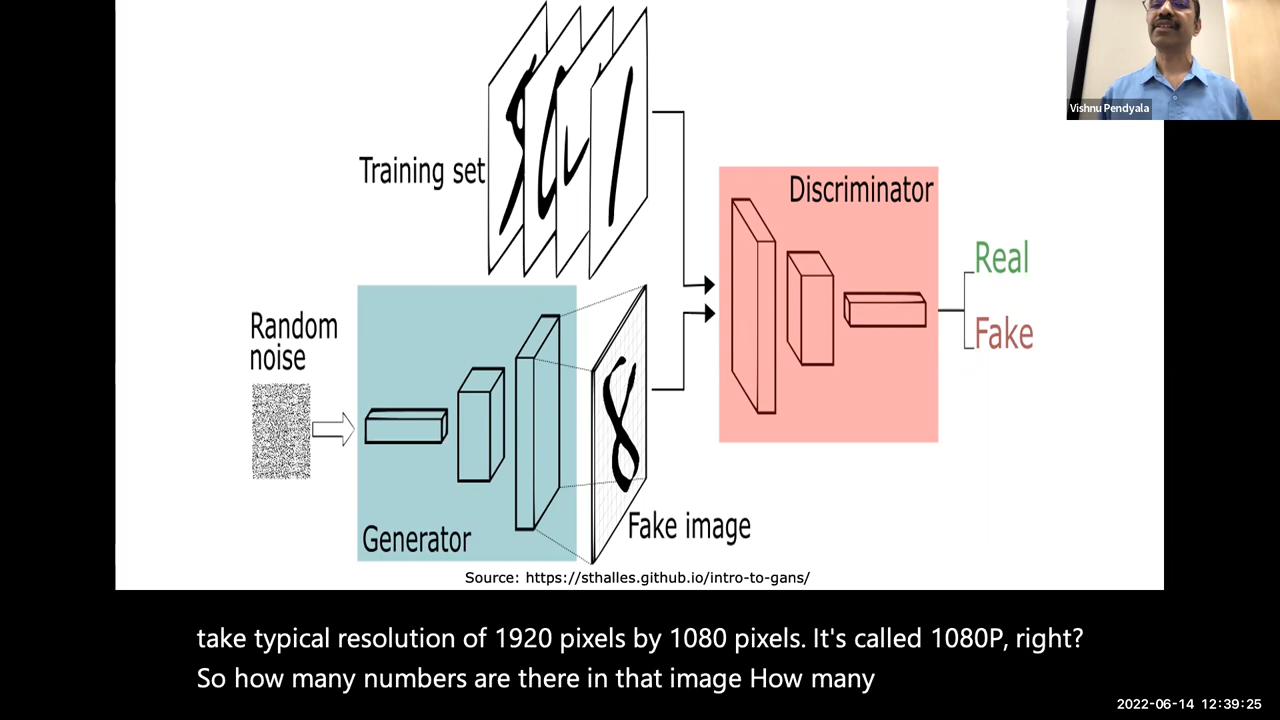 Vishnu Pendyala
Training set
Discriminator
Real
Fake
Random
noise
8
Generator
Fake image
Source: https://sthalles.github.io/intro-to-gans/
take typical resolution of 1920 pixels by 1080 pixels. It's called 1080P, right?
So how many numbers are there in that image How many
2022-06-14 12:39:25